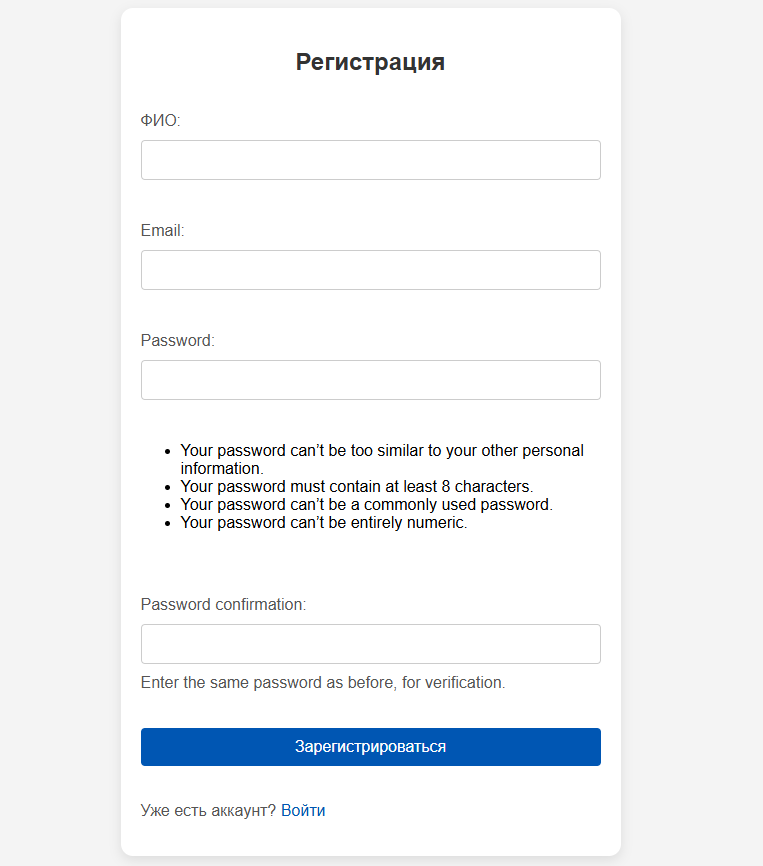 Регистрация
ФИО:
Email:
Password:
Your password can’t be too similar to your other personal
information.
Your password must contain at least 8 characters.
Your password can’t be a commonly used password.
Your password can’t be entirely numeric.
Password confirmation:
Enter the same password as before, for verification.
Зарегистрироваться
Уже есть аккаунт? Войти